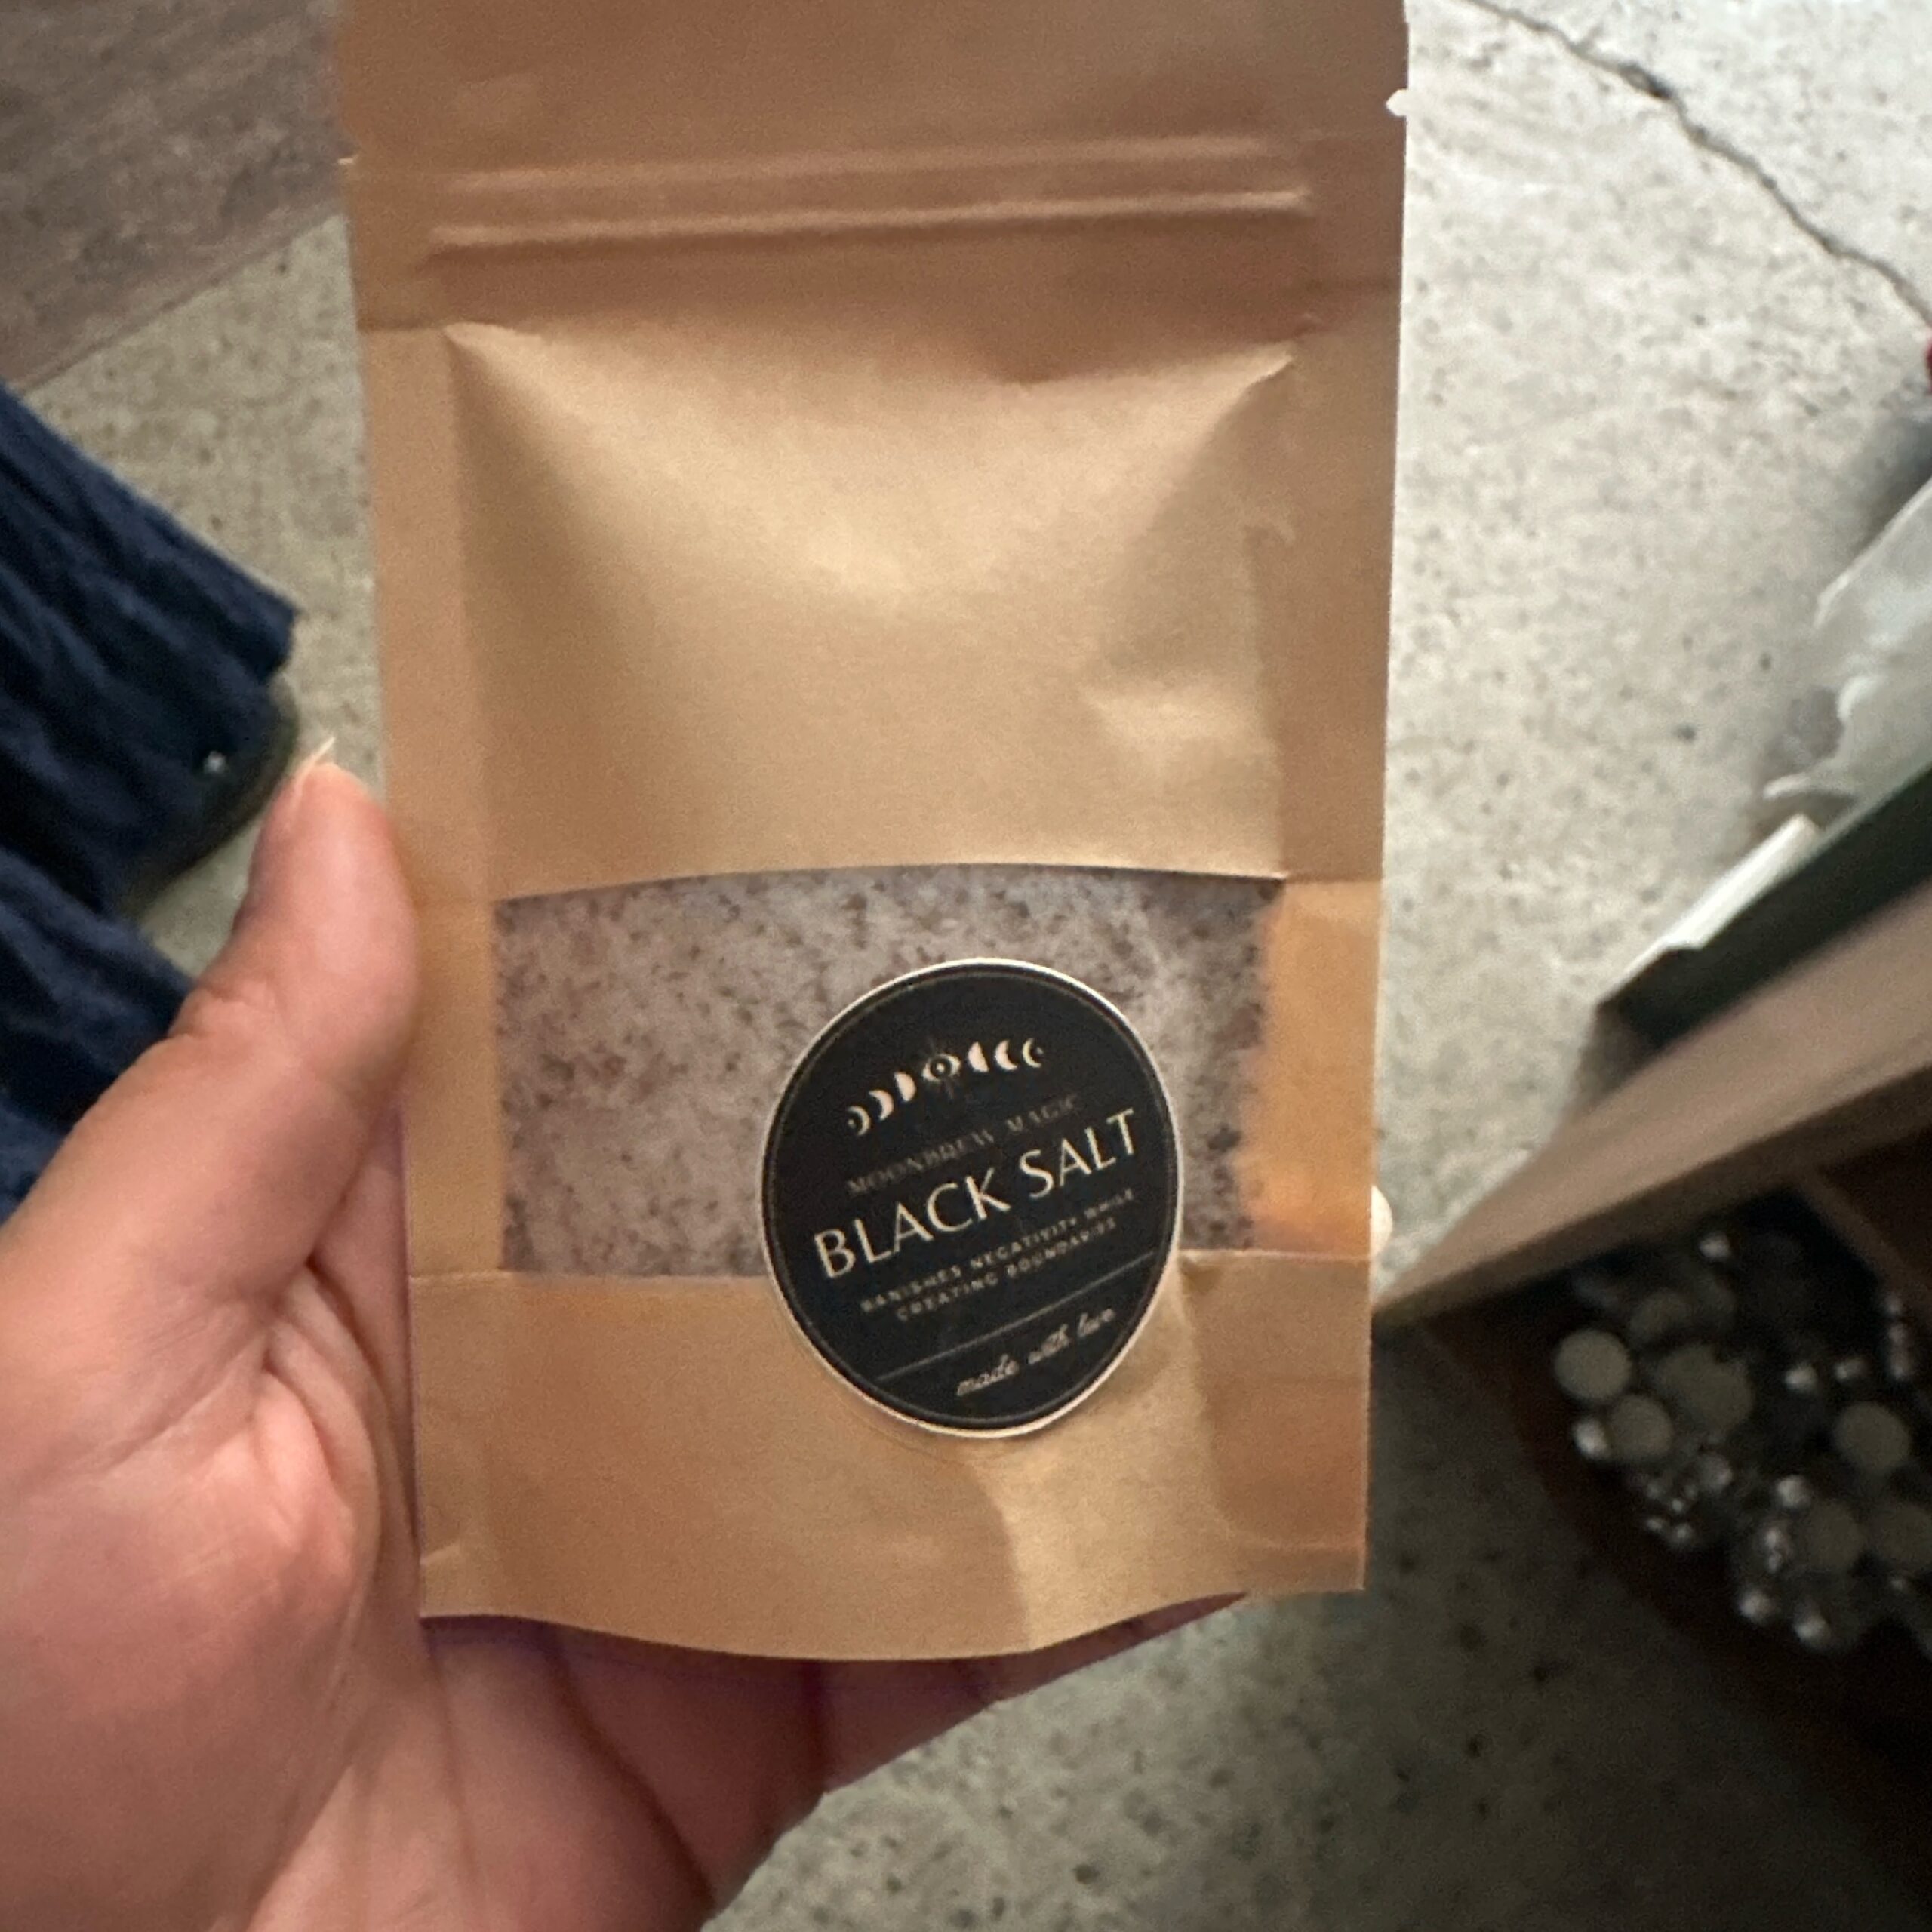 MOONBREW MAGIC
BLACK SALT
BANISHES NEGATIVITY WHILE
CREATING BOUNDARIES
made with love